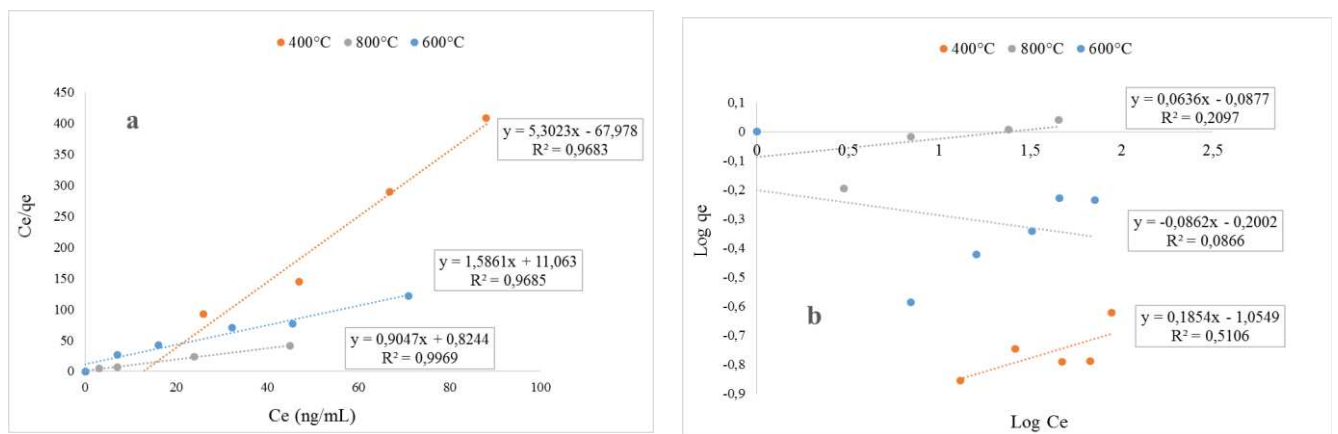 400°C 800°C 600°C
a
450
400
350
300
250
200
150
100
50
0
0 20 40 60 80 100
Ce/qe
Ce (ng/mL)
y = 5,3023x - 67,978
R² = 0,9683
y = 1,5861x + 11,063
R² = 0,9685
y = 0,9047x + 0,8244
R² = 0,9969
400°C 800°C 600°C
0,1
0
-0,1
-0,2
-0,3
-0,4
-0,5
-0,6
-0,7
-0,8
-0,9
0 0,5 1 1,5 2 2,5
Log qe
Log Ce
b
y = 0,0636x - 0,0877
R² = 0,2097
y = -0,0862x - 0,2002
R² = 0,0866
y = 0,1854x - 1,0549
R² = 0,5106